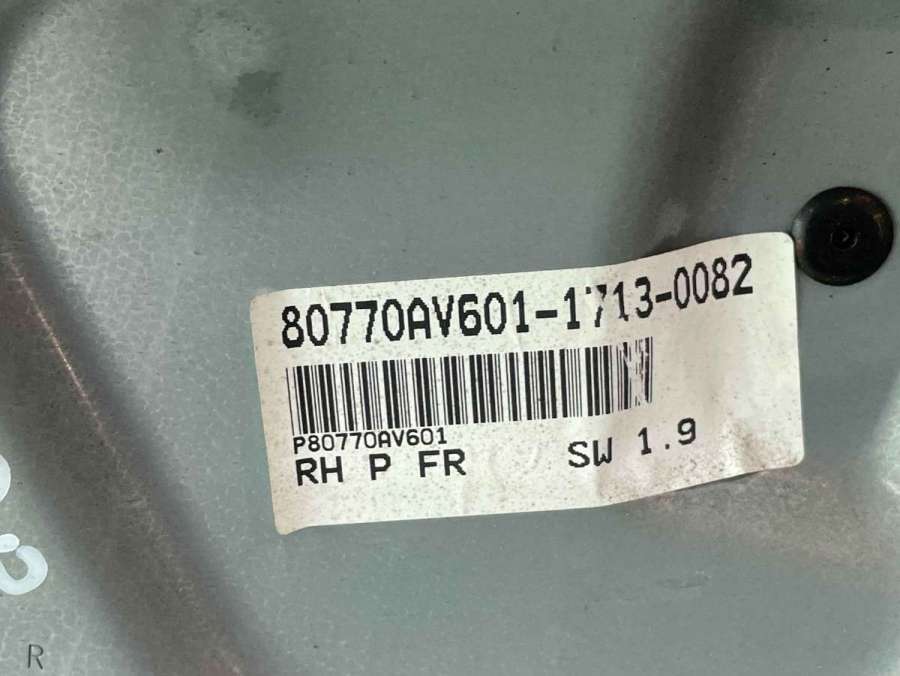 80770AV601-1713-0082
P80770AV601
RH P FR SW 1.9
R